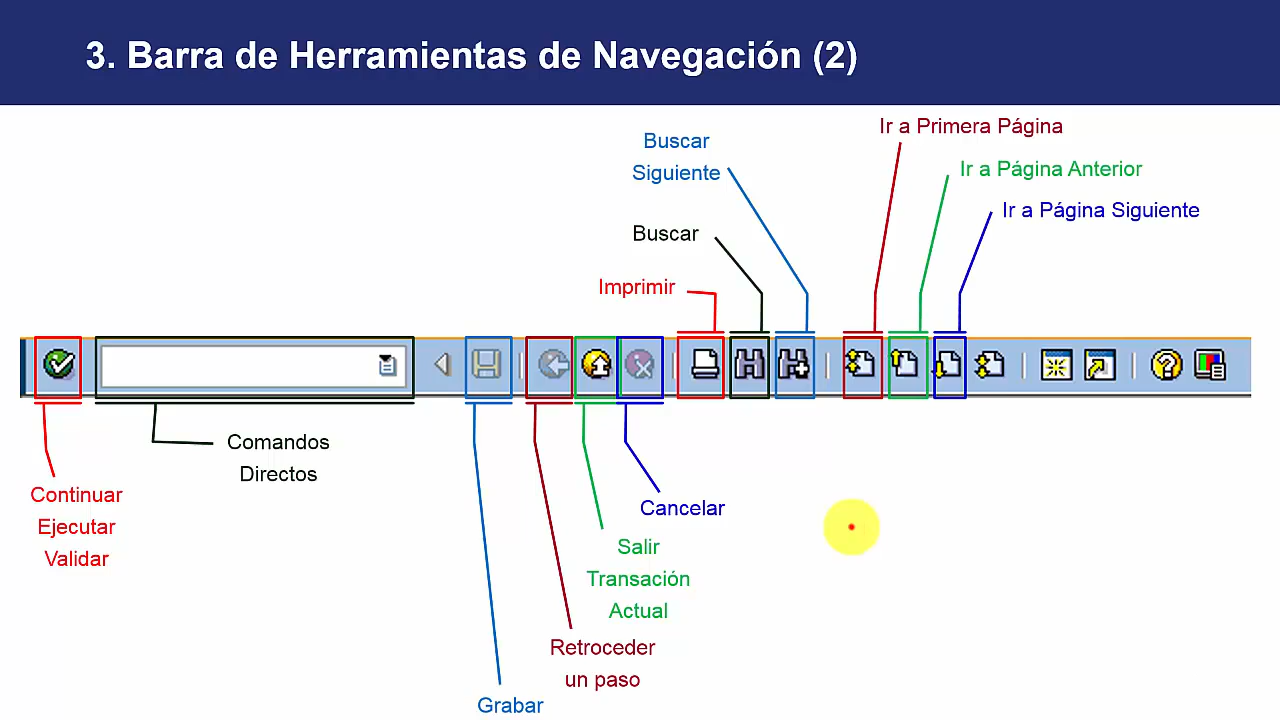 3. Barra de Herramientas de Navegación (2)
Ir a Primera Página
Buscar
Siguiente
Ir a Página Anterior
Ir a Página Siguiente
Buscar
Imprimir
Comandos
Directos
Continuar
Ejecutar
Validar
Cancelar
Salir
Transación
Actual
Retroceder
un paso
Grabar